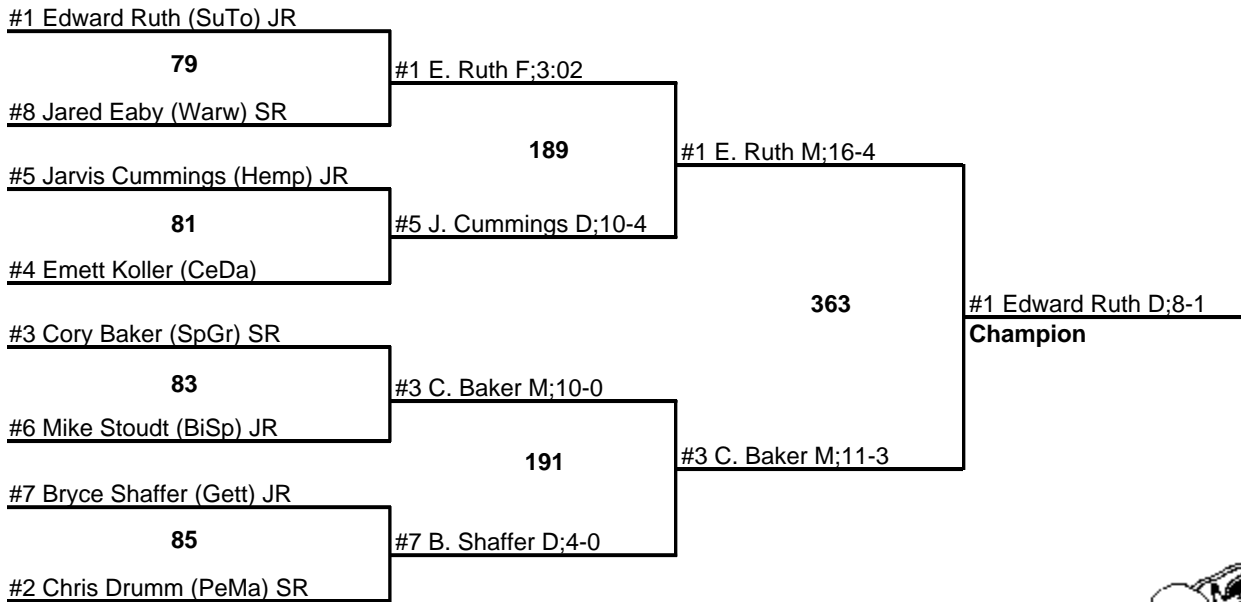 #1 Edward Ruth (SuTo) JR
79
#1 E. Ruth F;3:02
#8 Jared Eaby (Warw) SR
189
#1 E. Ruth M;16-4
#5 Jarvis Cummings (Hemp) JR
81
#5 J. Cummings D;10-4
#4 Emett Koller (CeDa)
363
#1 Edward Ruth D;8-1
Champion
#3 Cory Baker (SpGr) SR
83
#3 C. Baker M;10-0
#6 Mike Stoudt (BiSp) JR
191
#3 C. Baker M;11-3
#7 Bryce Shaffer (Gett) JR
85
#7 B. Shaffer D;4-0
#2 Chris Drumm (PeMa) SR